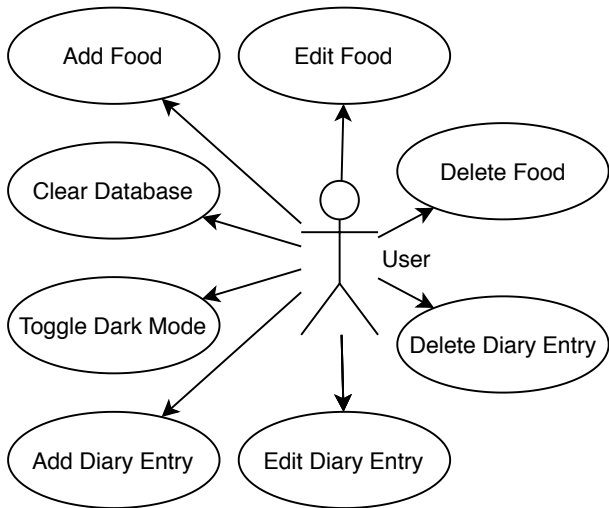 Add Food
Edit Food
Clear Database
Delete Food
User
Toggle Dark Mode
Delete Diary Entry
Add Diary Entry
Edit Diary Entry